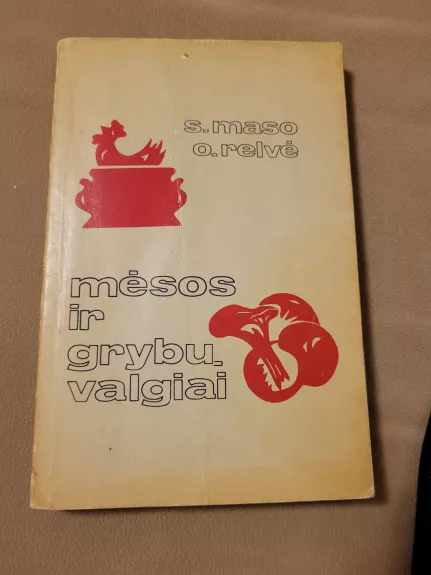 s.maso
o.relvė
mėsos
ir
grybų
valgiai